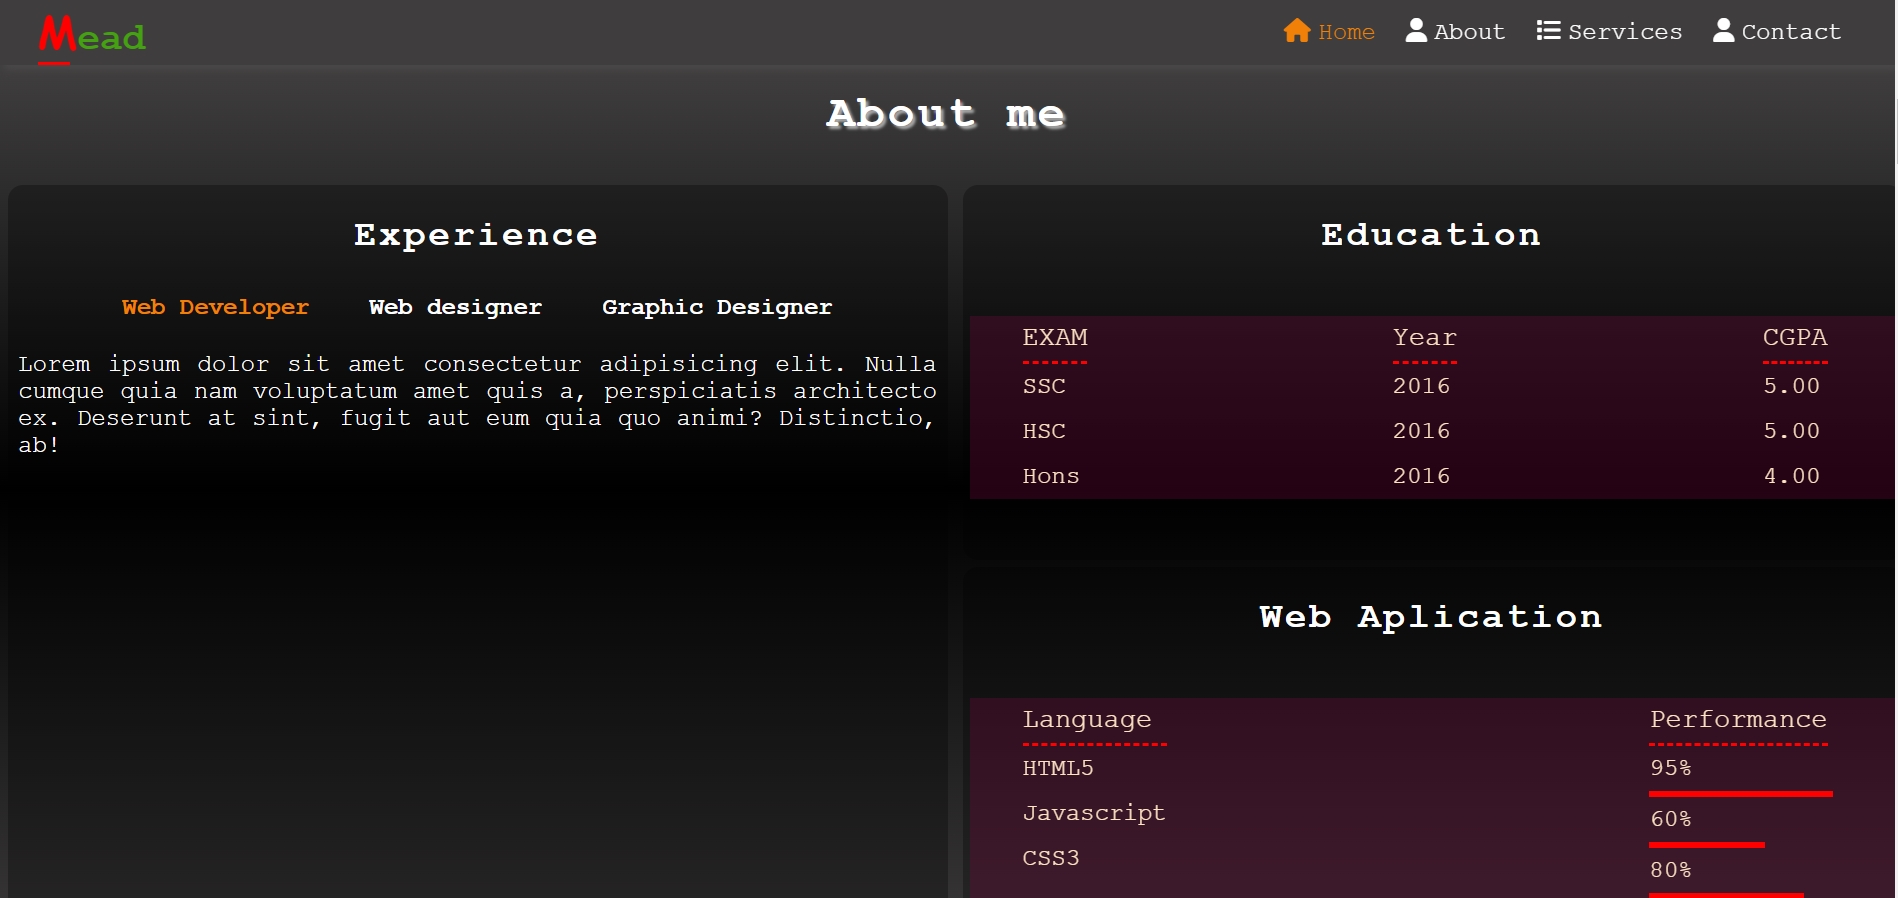 Mead
Home About Services Contact
About me
Experience
Web Developer Web designer Graphic Designer
Lorem ipsum dolor sit amet consectetur adipisicing elit. Nulla
cumque quia nam voluptatum amet quis a, perspiciatis architecto
ex. Deserunt at sint, fugit aut eum quia quo animi? Distinctio,
ab!
Education
EXAM Year CGPA
SSC 2016 5.00
HSC 2016 5.00
Hons 2016 4.00
Web Aplication
Language Performance
HTML5 95%
Javascript 60%
CSS3 80%